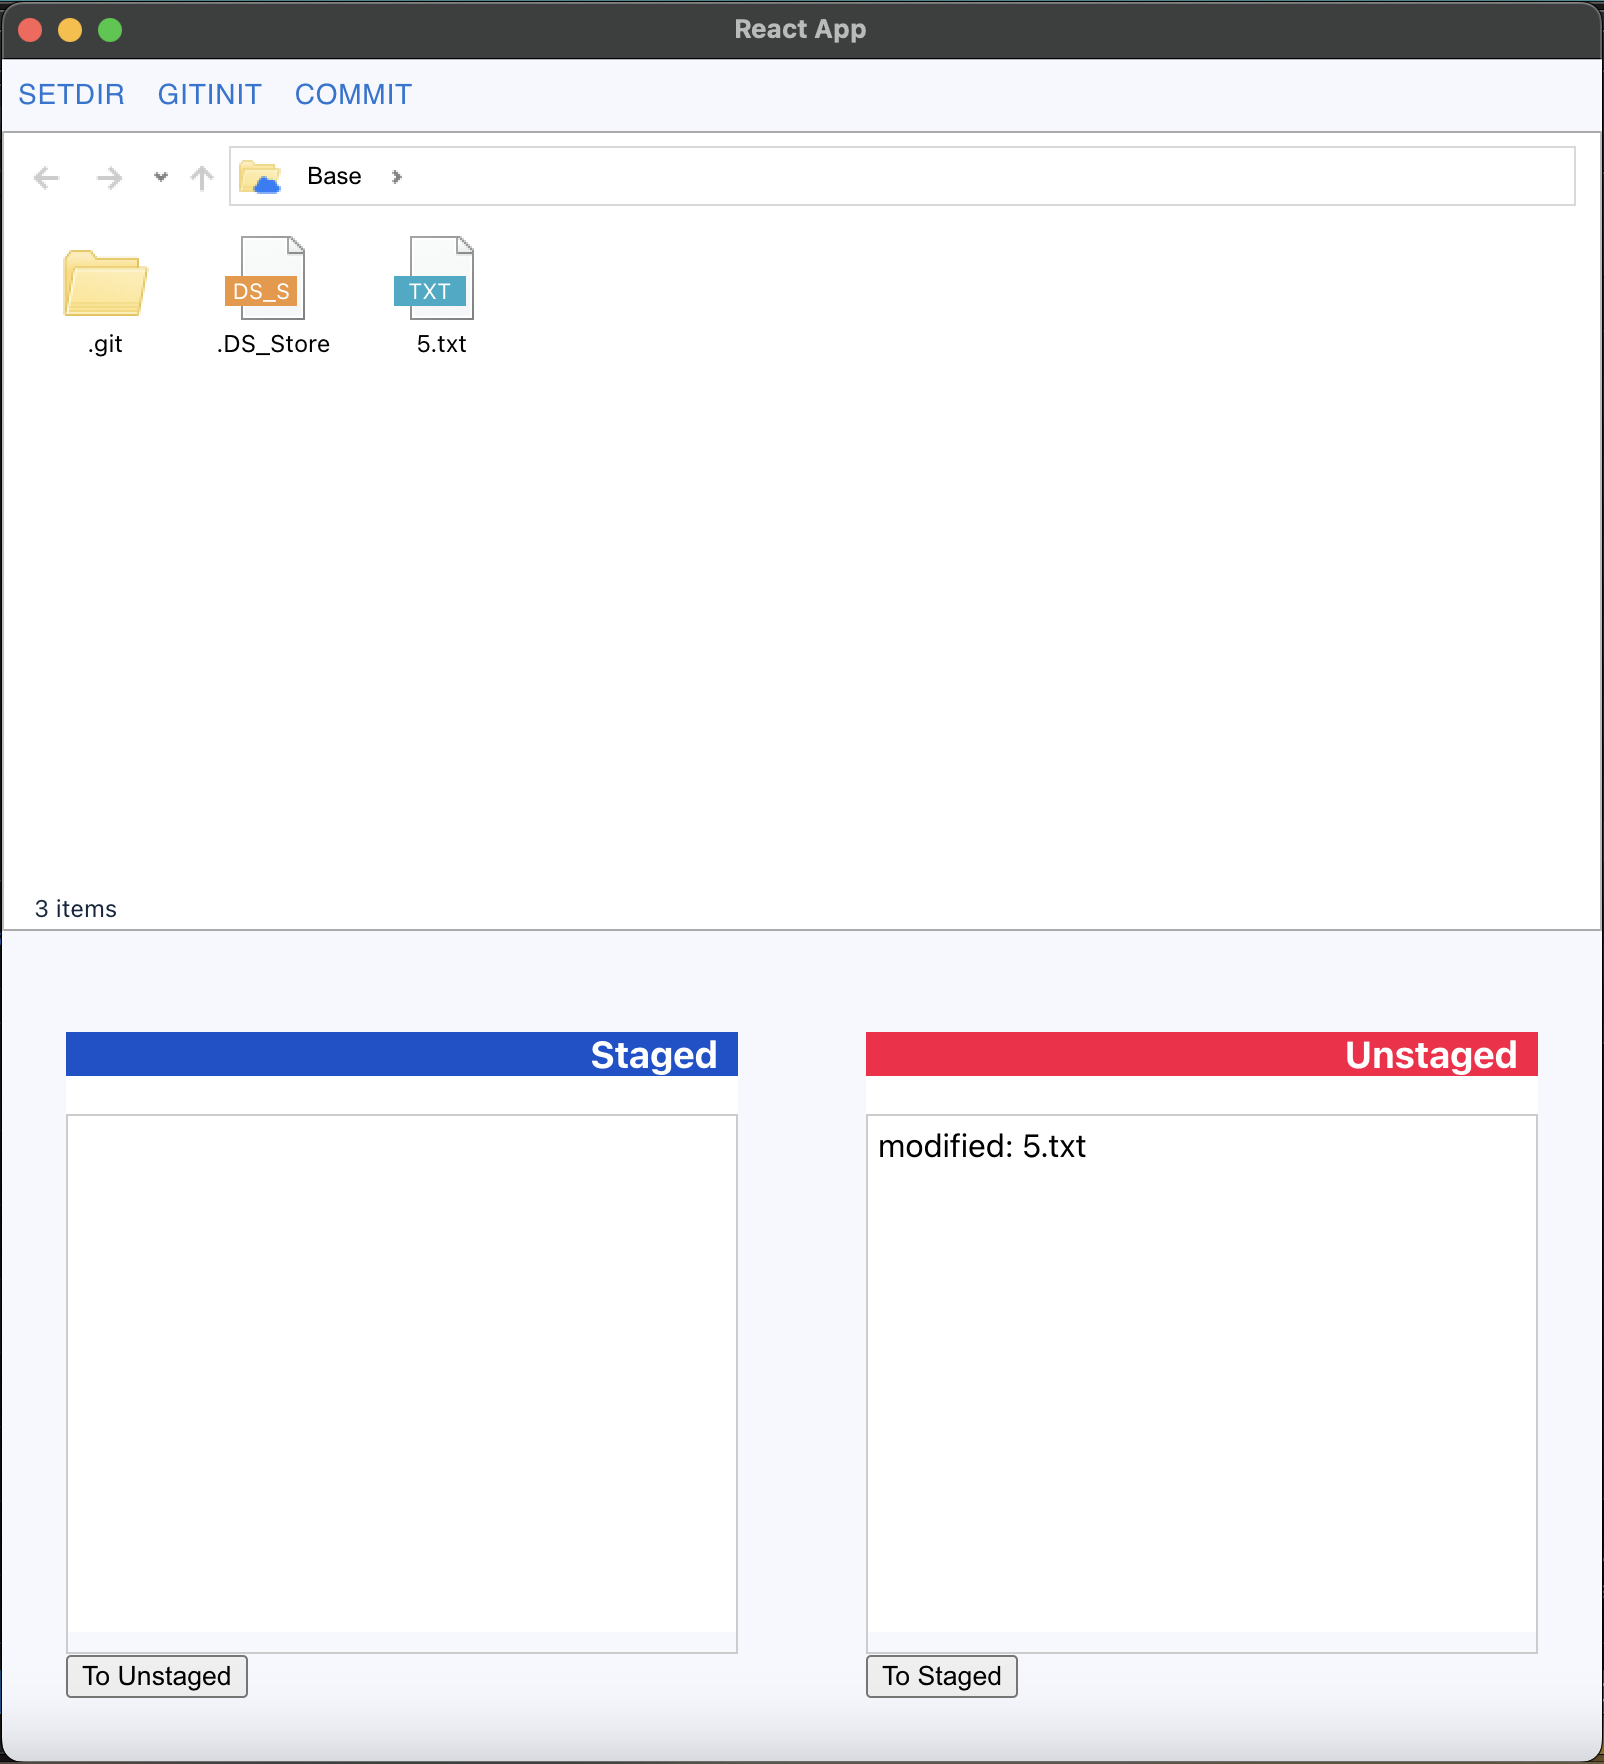 React App
SETDIR GITINIT COMMIT
Base
DS_S
TXT
.git .DS_Store 5.txt
3 items
Staged
Unstaged
modified: 5.txt
To Unstaged
To Staged